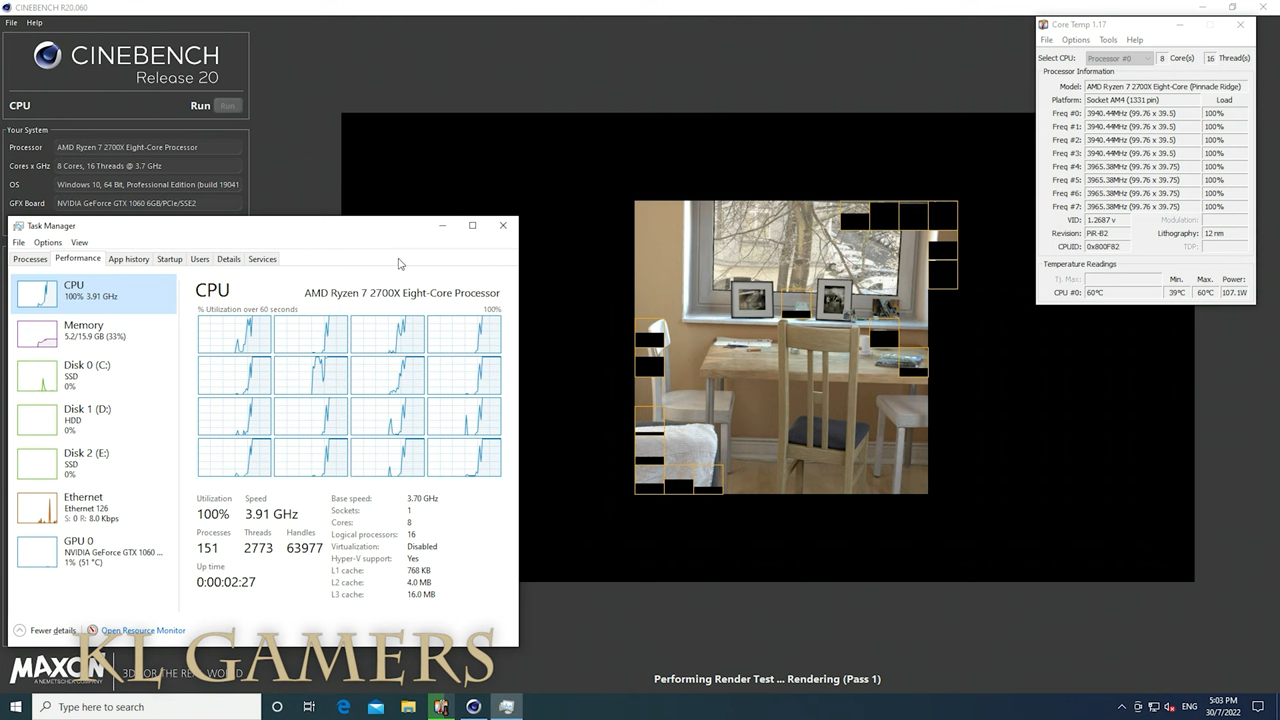 CINEBENCH R20.060
File Help
CINEBENCH
Release 20
CPU Run Run
Your System
Processor AMD Ryzen 7 2700X Eight-Core Processor
Cores x GHz 8 Cores, 16 Threads @ 3.7 GHz
OS Windows 10, 64 Bit, Professional Edition (build 19041
GFX Board NVIDIA GeForce GTX 1060 6GB/PCIe/SSE2
Task Manager
File Options View
Processes Performance App history Startup Users Details Services
CPU
100% 3.91 GHz
Memory
5.2/15.9 GB (33%)
Disk 0 (C:)
SSD
0%
Disk 1 (D:)
HDD
0%
Disk 2 (E:)
SSD
0%
Ethernet
Ethernet 126
S: 0 R: 8.0 Kbps
GPU 0
NVIDIA GeForce GTX 1060 ...
1% (51 °C)
CPU AMD Ryzen 7 2700X Eight-Core Processor
% Utilization over 60 seconds 100%
Utilization Speed
100% 3.91 GHz
Processes Threads Handles
151 2773 63977
Up time
0:00:02:27
Base speed: 3.70 GHz
Sockets: 1
Cores: 8
Logical processors: 16
Virtualization: Disabled
Hyper-V support: Yes
L1 cache: 768 KB
L2 cache: 4.0 MB
L3 cache: 16.0 MB
Fewer details Open Resource Monitor
Core Temp 1.17
File Options Tools Help
Select CPU: Processor #0 8 Core(s) 16 Thread(s)
Processor Information
Model: AMD Ryzen 7 2700X Eight-Core (Pinnacle Ridge)
Platform: Socket AM4 (1331 pin) Load
Freq #0: 3940.44MHz (99.76 x 39.5) 100%
Freq #1: 3940.44MHz (99.76 x 39.5) 100%
Freq #2: 3940.44MHz (99.76 x 39.5) 100%
Freq #3: 3940.44MHz (99.76 x 39.5) 100%
Freq #4: 3965.38MHz (99.76 x 39.75) 100%
Freq #5: 3965.38MHz (99.76 x 39.75) 100%
Freq #6: 3965.38MHz (99.76 x 39.75) 100%
Freq #7: 3965.38MHz (99.76 x 39.75) 100%
VID: 1.2687 v Modulation:
Revision: PiR-B2 Lithography: 12 nm
CPUID: 0x800F82 TDP:
Temperature Readings
Tj. Max: Min. Max. Power:
CPU #0: 60°C 39°C 60°C 107.1W
KL GAMERS
MAXON
A NEMETSCHEK COMPANY
3D FOR THE REAL WORLD
Performing Render Test ... Rendering (Pass 1)
Type here to search
ENG
5:03 PM
30/7/2022